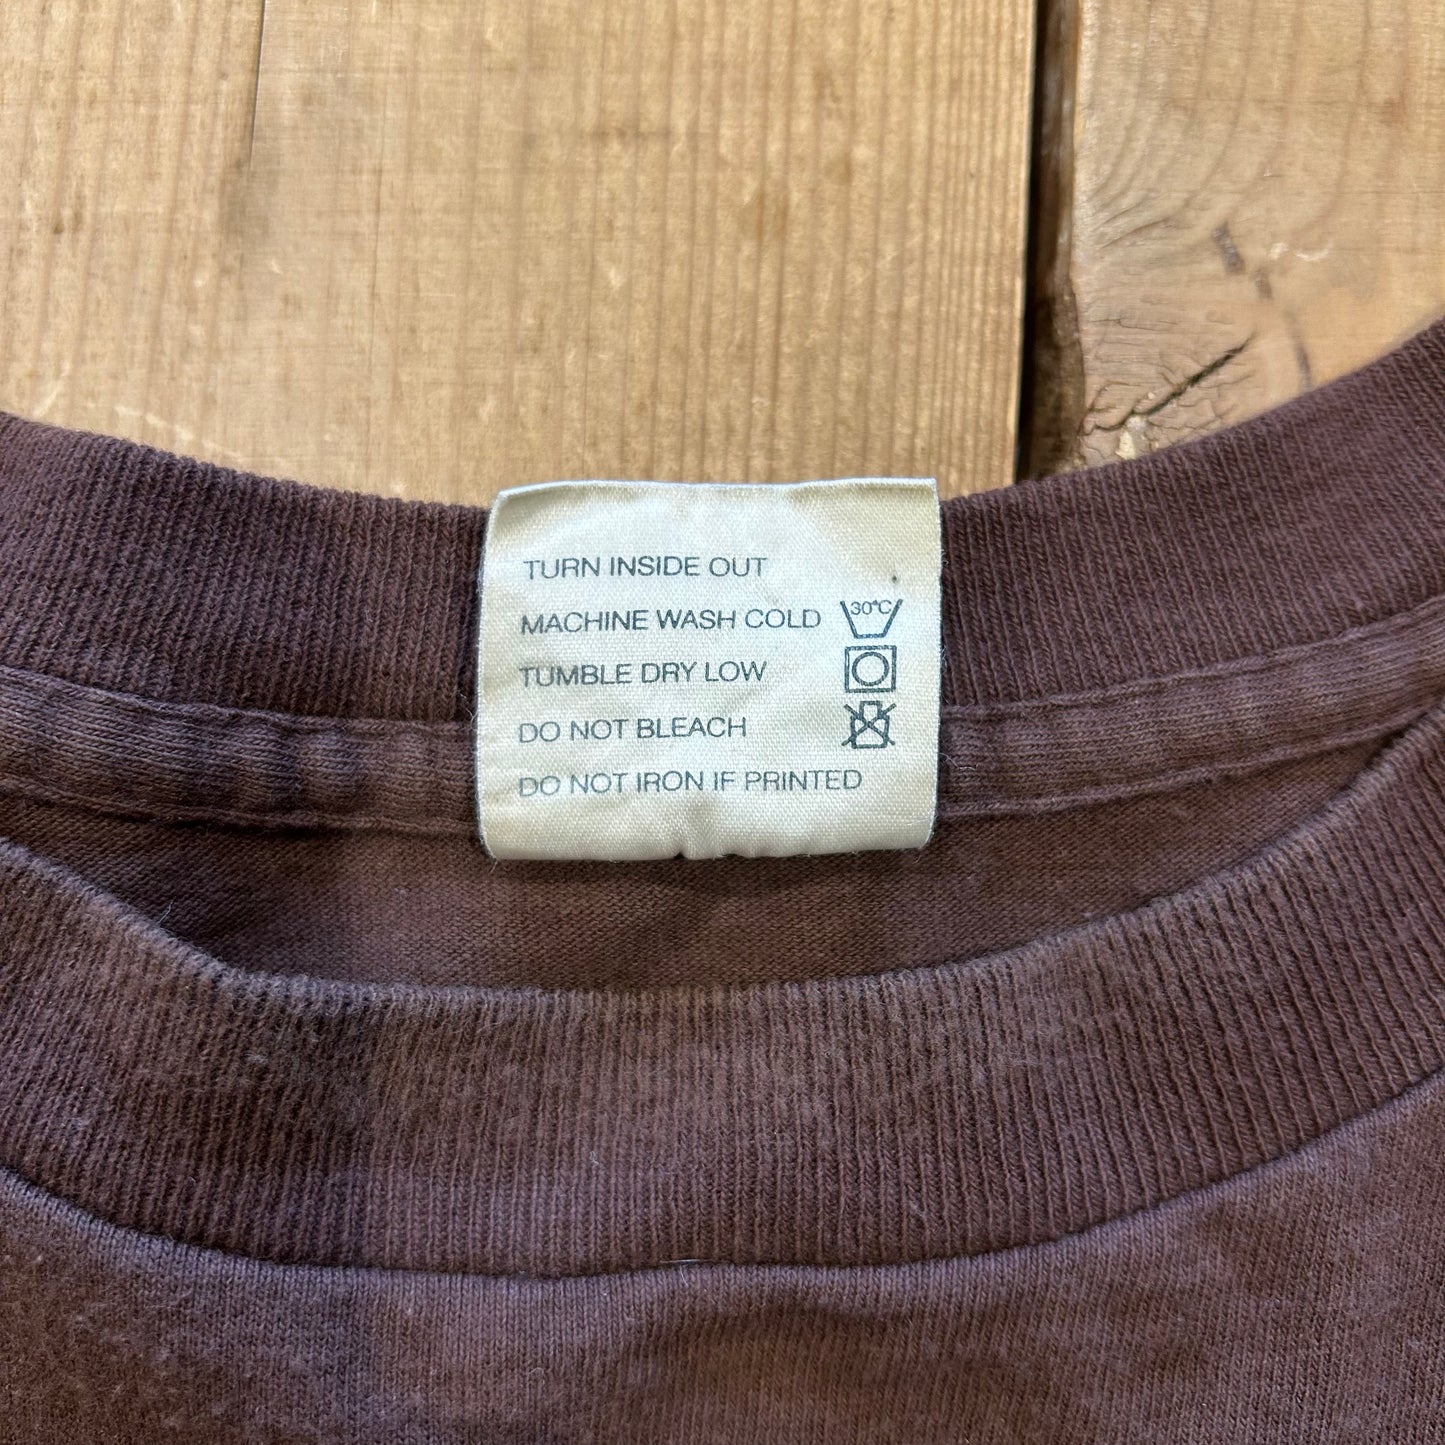 TURN INSIDE OUT
MACHINE WASH COLD 30°C
TUMBLE DRY LOW
DO NOT BLEACH
DO NOT IRON IF PRINTED